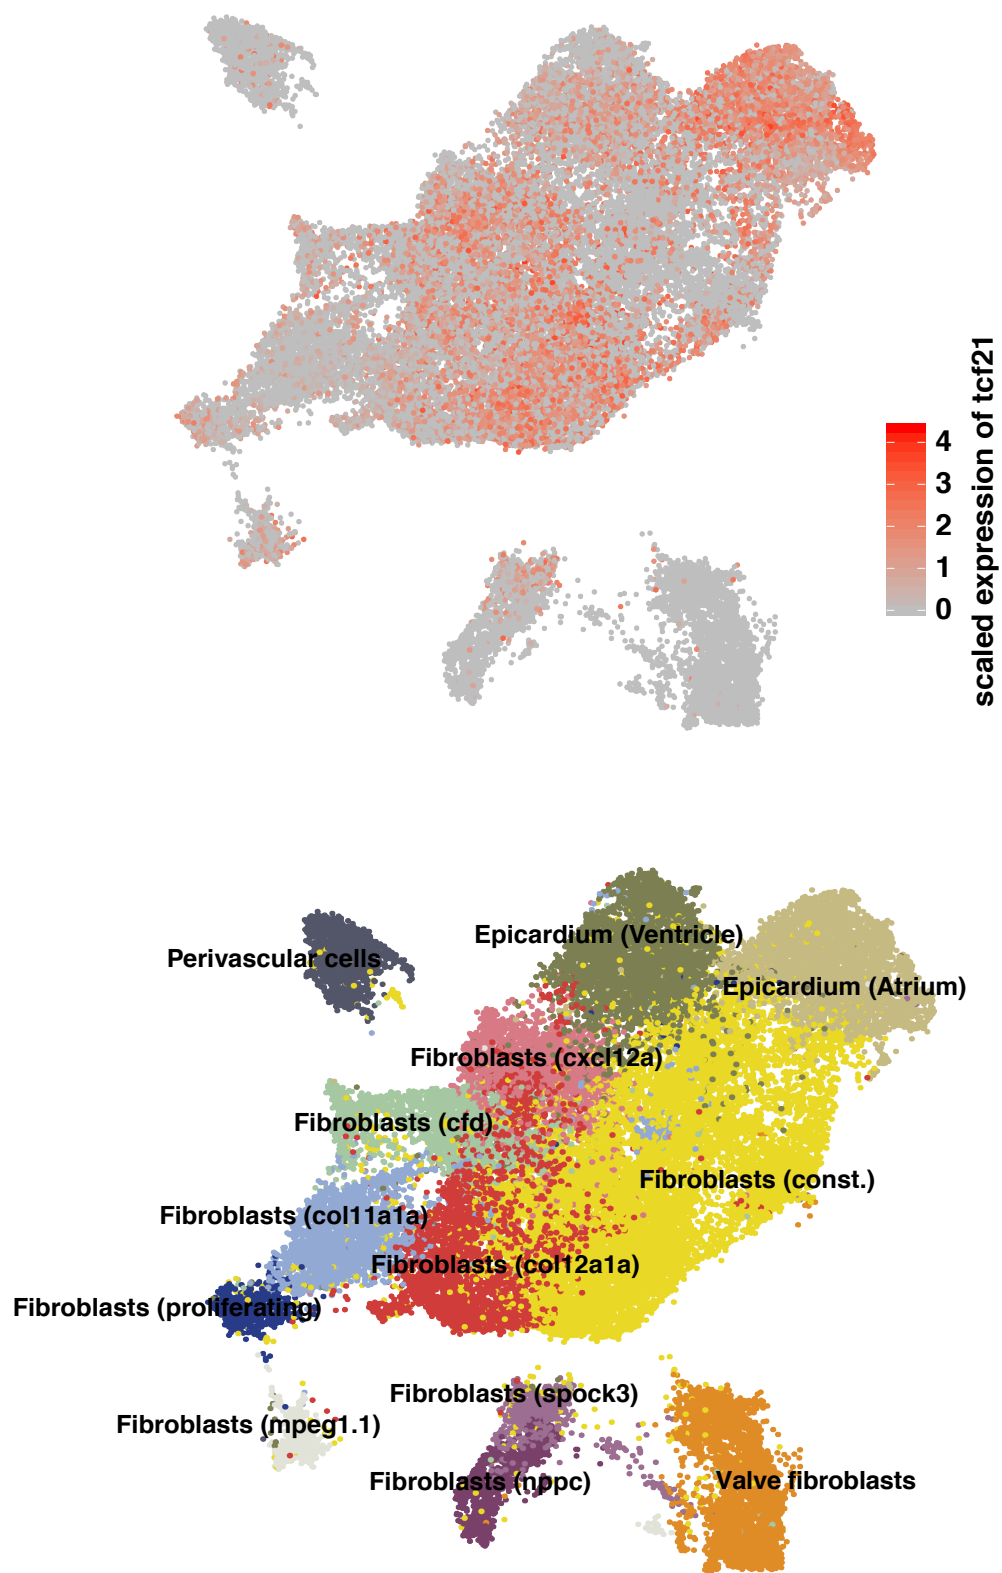 4
3
2
1
0
scaled expression of tcf21
Epicardium (Ventricle)
Perivascular cells
Epicardium (Atrium)
Fibroblasts (cxcl12a)
Fibroblasts (cfd)
Fibroblasts (const.)
Fibroblasts (col11a1a)
Fibroblasts (col12a1a)
Fibroblasts (proliferating)
Fibroblasts (spock3)
Fibroblasts (mpeg1.1)
Fibroblasts (nppc)
Valve fibroblasts